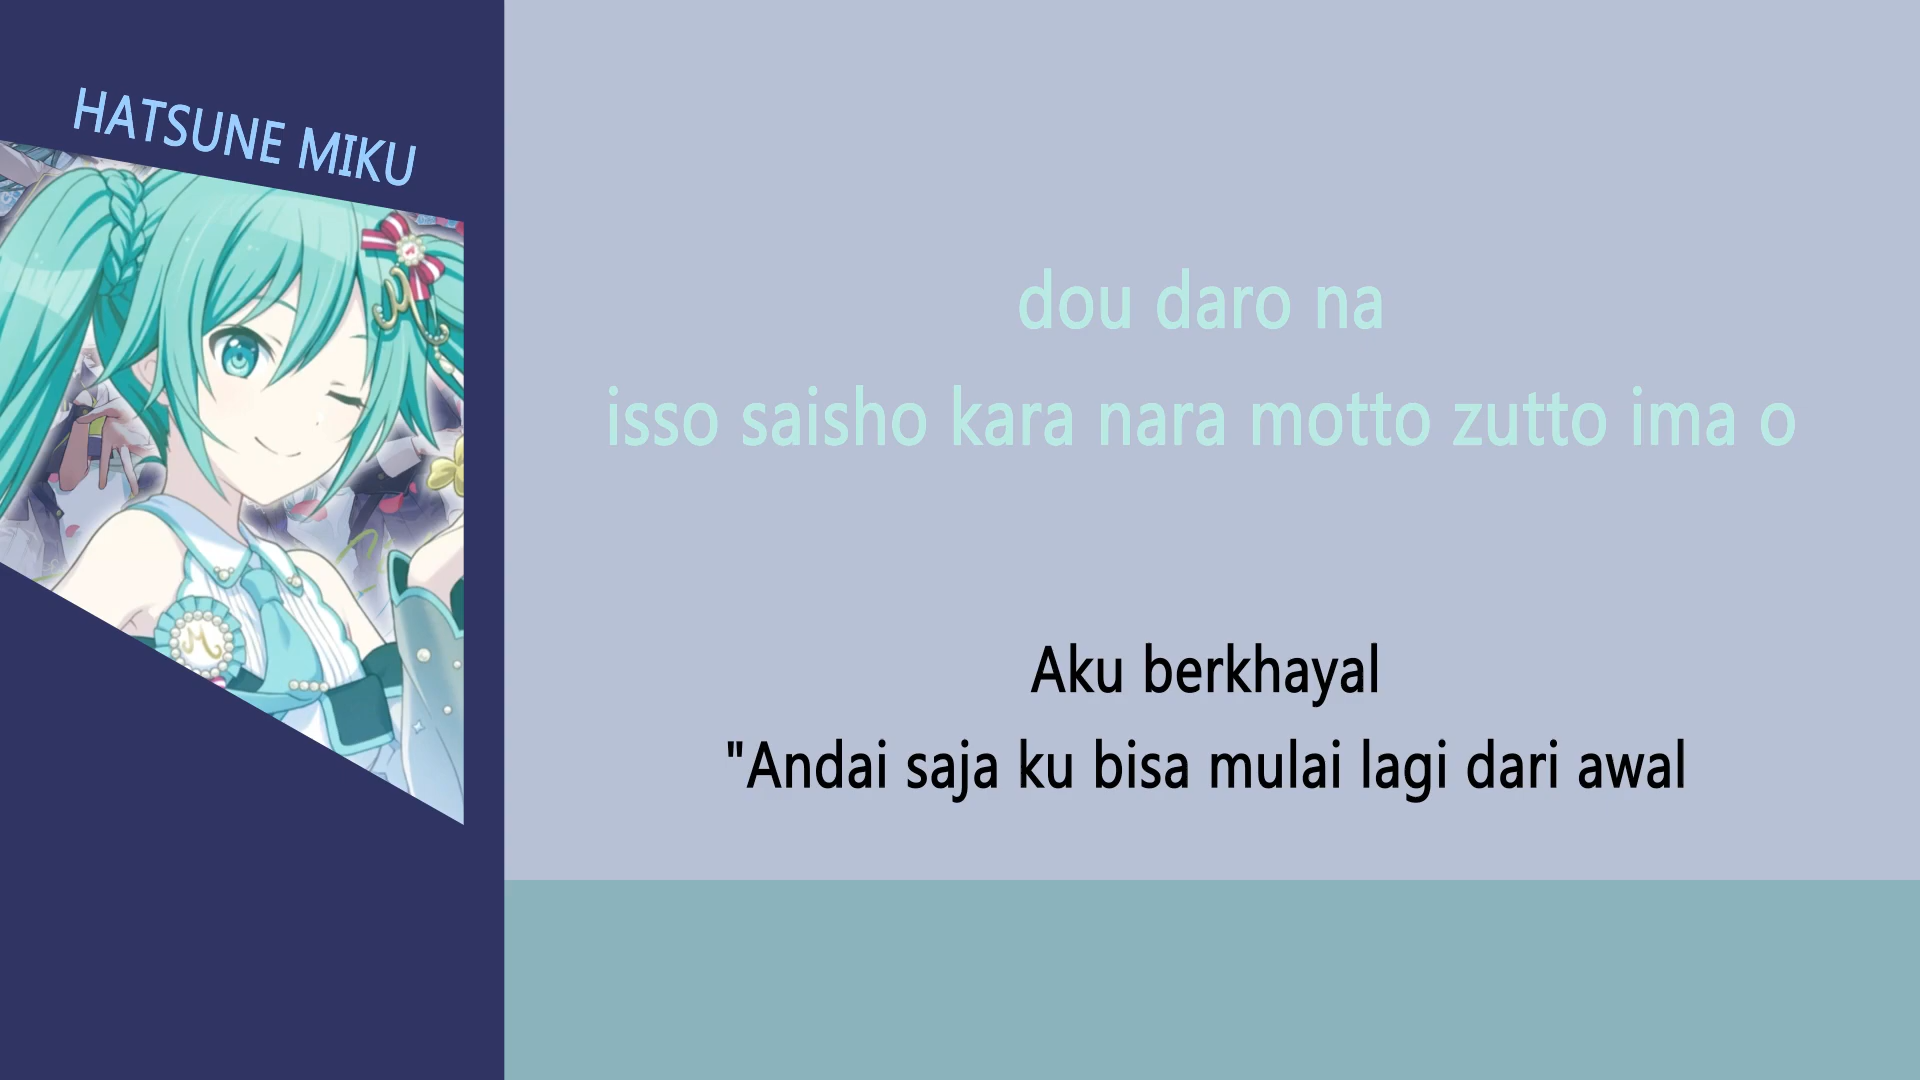 HATSUNE MIKU
dou daro na
isso saisho kara nara motto zutto ima o
Aku berkhayal
"Andai saja ku bisa mulai lagi dari awal